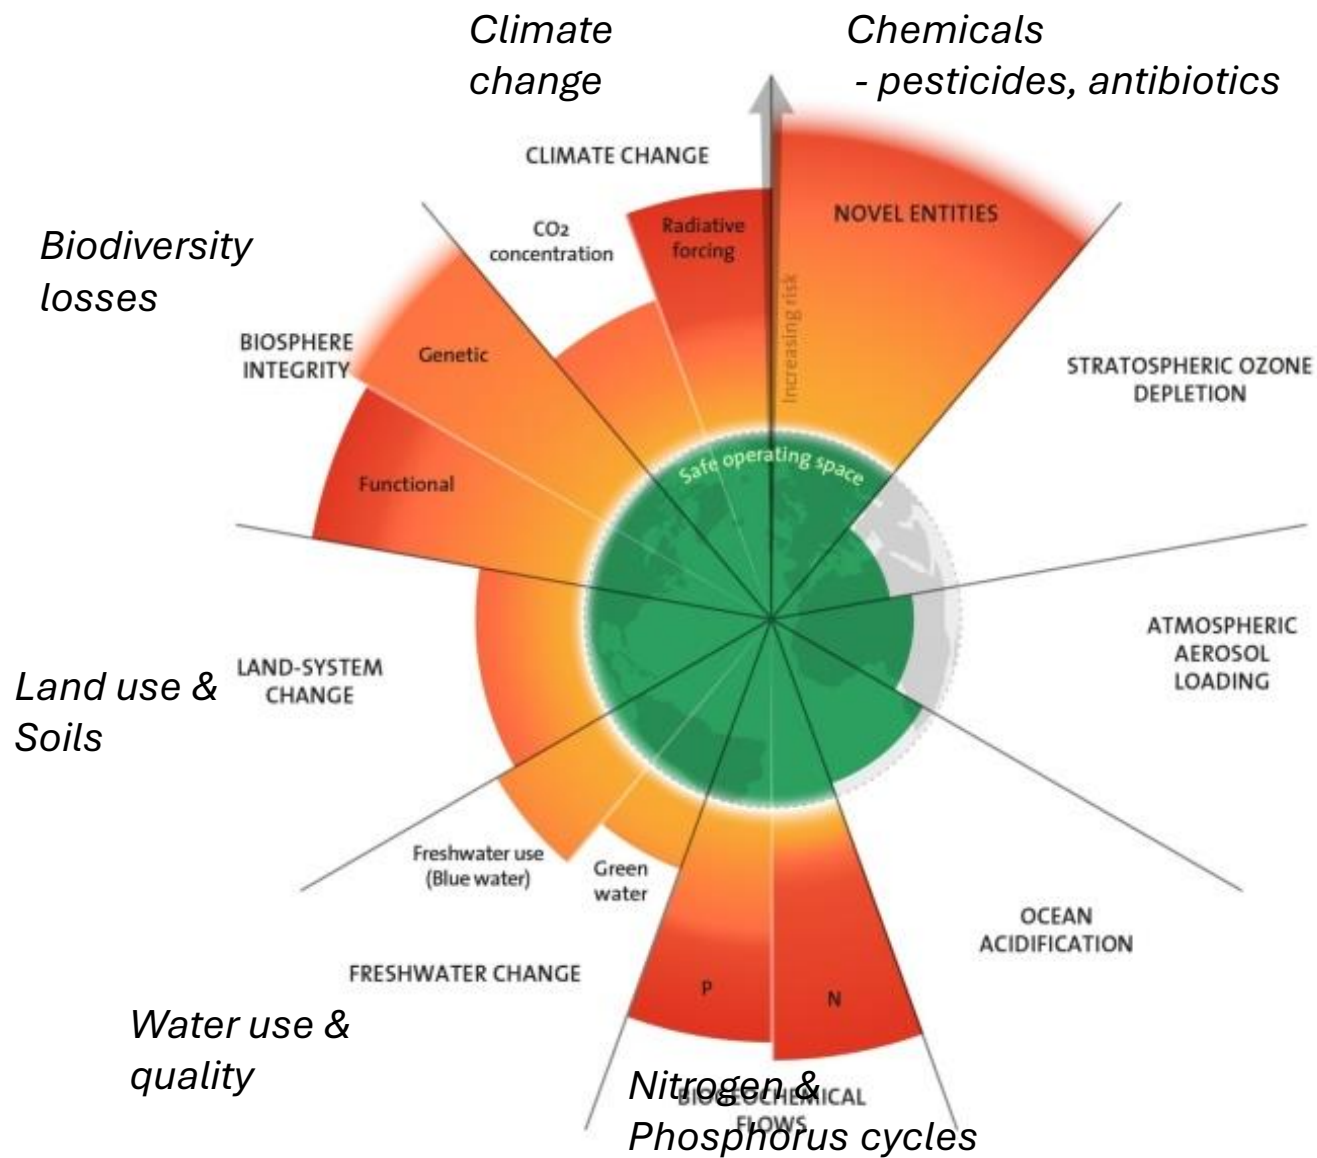 Climate
change
Chemicals
- pesticides, antibiotics
CLIMATE CHANGE
CO2
concentration
Radiative
forcing
NOVEL ENTITIES
Increasing risk
Biodiversity
losses
BIOSPHERE
INTEGRITY
Genetic
Functional
STRATOSPHERIC OZONE
DEPLETION
Safe operating space
ATMOSPHERIC
AEROSOL
LOADING
Land use &
Soils
LAND-SYSTEM
CHANGE
Freshwater use
(Blue water)
Green
water
OCEAN
ACIDIFICATION
FRESHWATER CHANGE
P
N
Water use &
quality
Nitrogen &
Phosphorus cycles
BIOGEOCHEMICAL
FLOWS